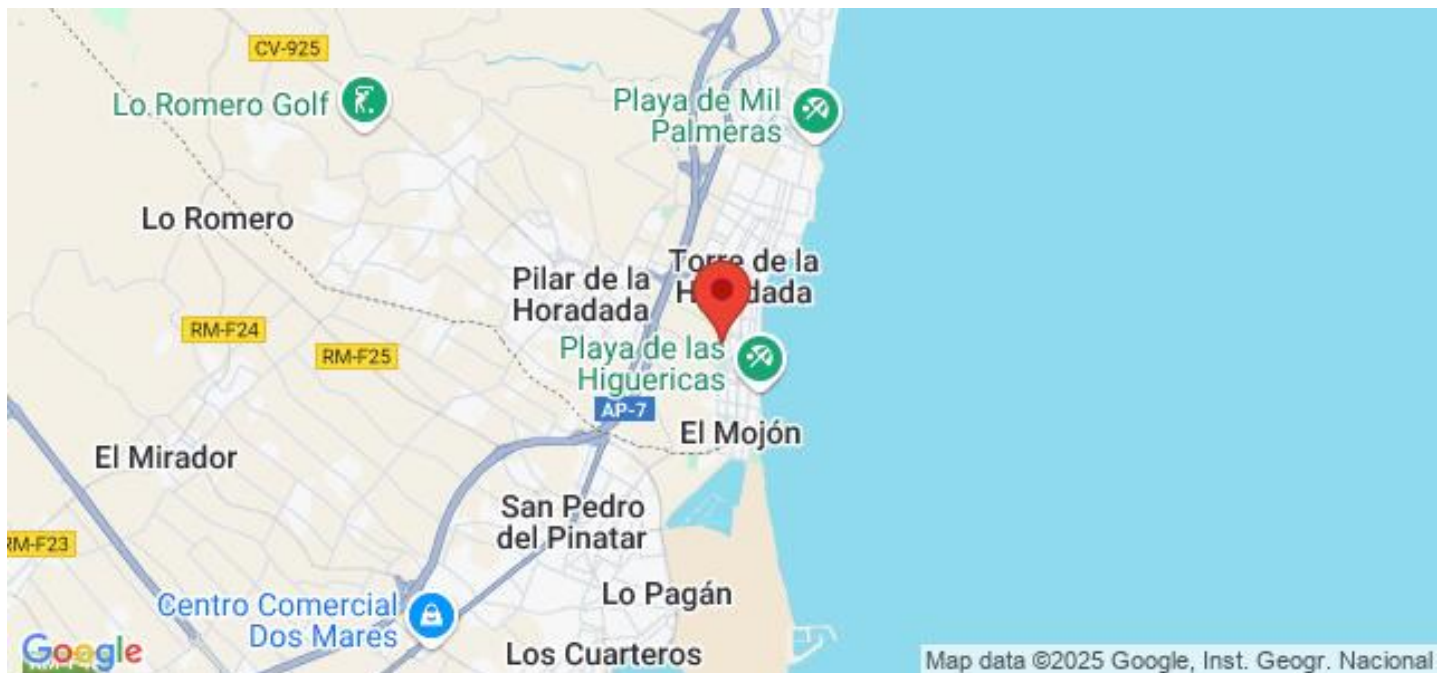 CV-925
Lo Romero Golf
Playa de Mil
Palmeras
Lo Romero
Torre de la
Pilar de la
Horadada
RM-F24
RM-F25
Playa de las
Higuericas
AP-7
El Mojón
El Mirador
San Pedro
del Pinatar
RM-F23
Lo Pagán
Centro Comercial
Dos Mares
Los Cuarteros
Google
Map data ©2025 Google, Inst. Geogr. Nacional